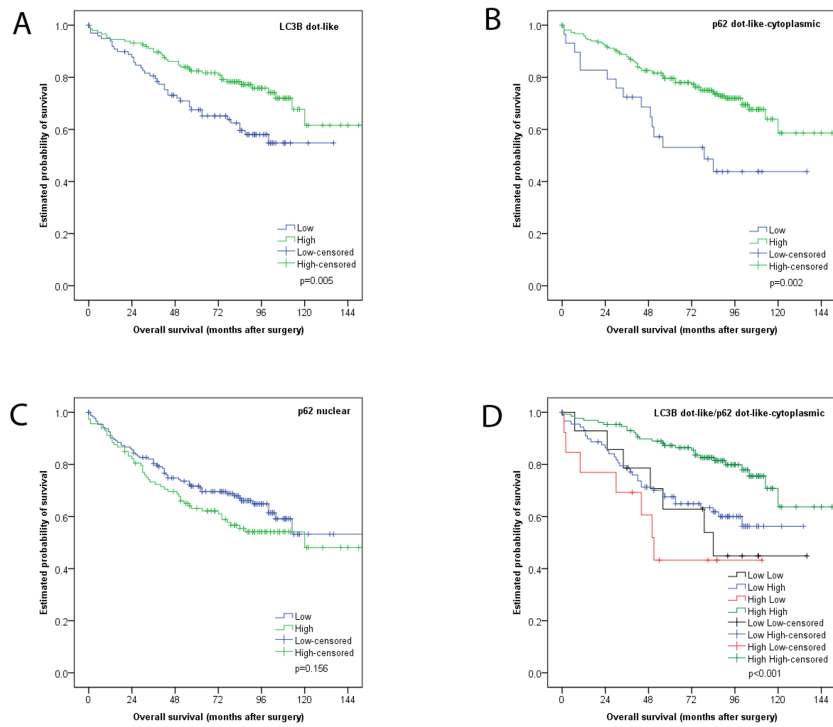 A
LC3B dot-like
Estimated probability of survival
1.0
0.8
0.6
0.4
0.2
0.0
Low
High
Low-censored
High-censored
p=0.005
0 24 48 72 96 120 144
Overall survival (months after surgery)
B
p62 dot-like-cytoplasmic
Estimated probability of survival
1.0
0.8
0.6
0.4
0.2
0.0
Low
High
Low-censored
High-censored
p=0.002
0 24 48 72 96 120 144
Overall survival (months after surgery)
C
p62 nuclear
Estimated probability of survival
1.0
0.8
0.6
0.4
0.2
0.0
Low
High
Low-censored
High-censored
p=0.156
0 24 48 72 96 120 144
Overall survival (months after surgery)
D
LC3B dot-like/p62 dot-like-cytoplasmic
Estimated probability of survival
1.0
0.8
0.6
0.4
0.2
0.0
Low Low
Low High
High Low
High High
Low Low-censored
Low High-censored
High Low-censored
High High-censored
p<0.001
0 24 48 72 96 120 144
Overall survival (months after surgery)